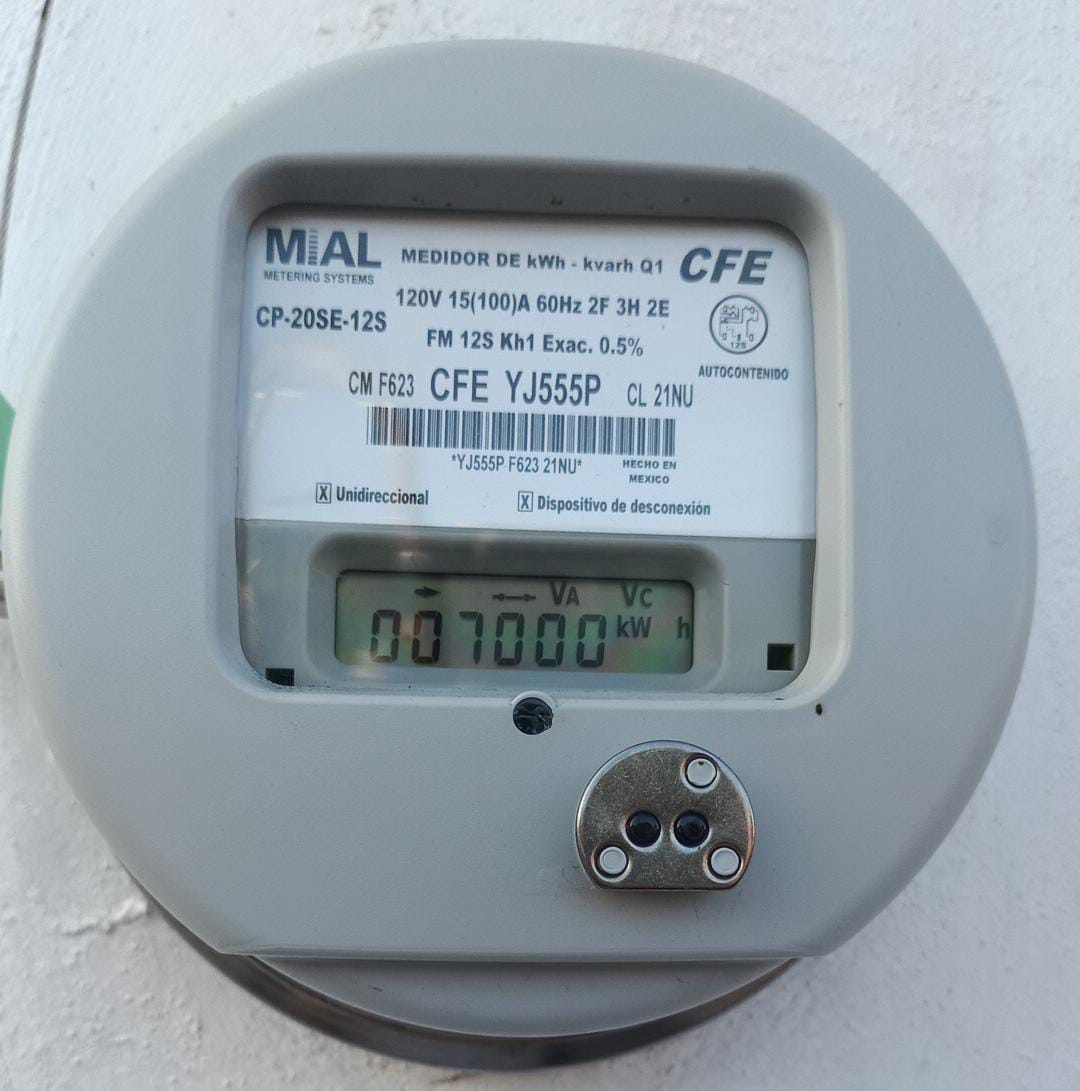 MIAL
METERING SYSTEMS
MEDIDOR DE kWh - kvarh Q1
CFE
CP-20SE-12S
120V 15(100)A 60Hz 2F 3H 2E
FM 12S Kh1 Exac. 0.5%
12S
AUTOCONTENIDO
CM F623 CFE YJ555P CL 21NU
*YJ555P F623 21NU*
HECHO EN
MEXICO
X Unidireccional
X Dispositivo de desconexión
VA VC
007000 kW h